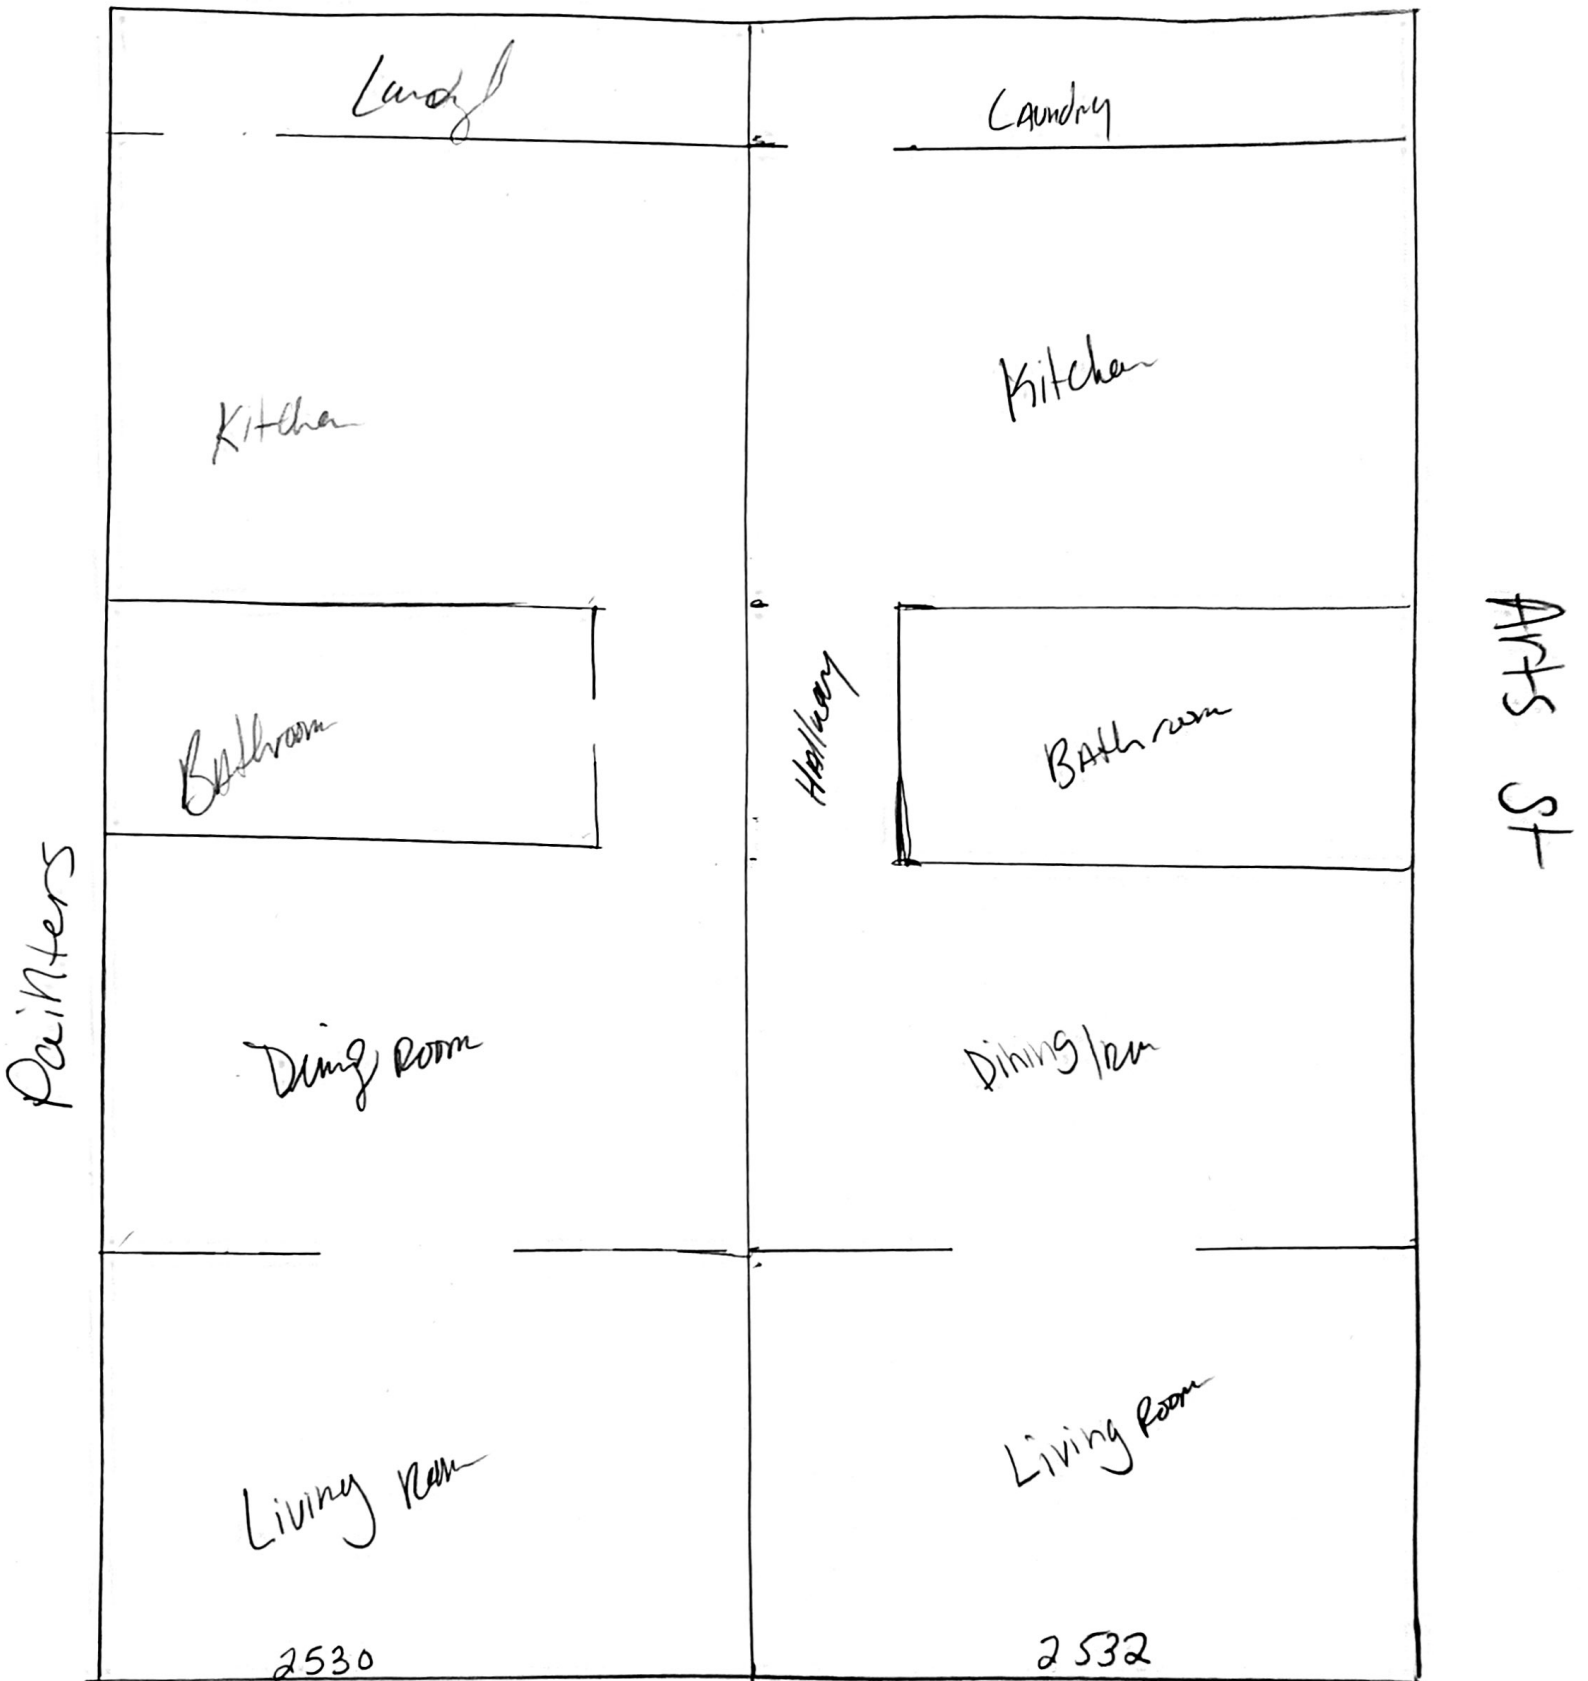 Laundry
Laundry
Kitchen
Kitchen
Bathroom
Hallway
Bathroom
Arts St
Painters
Dining Room
Dining rm
Living room
Living Room
2530
2532